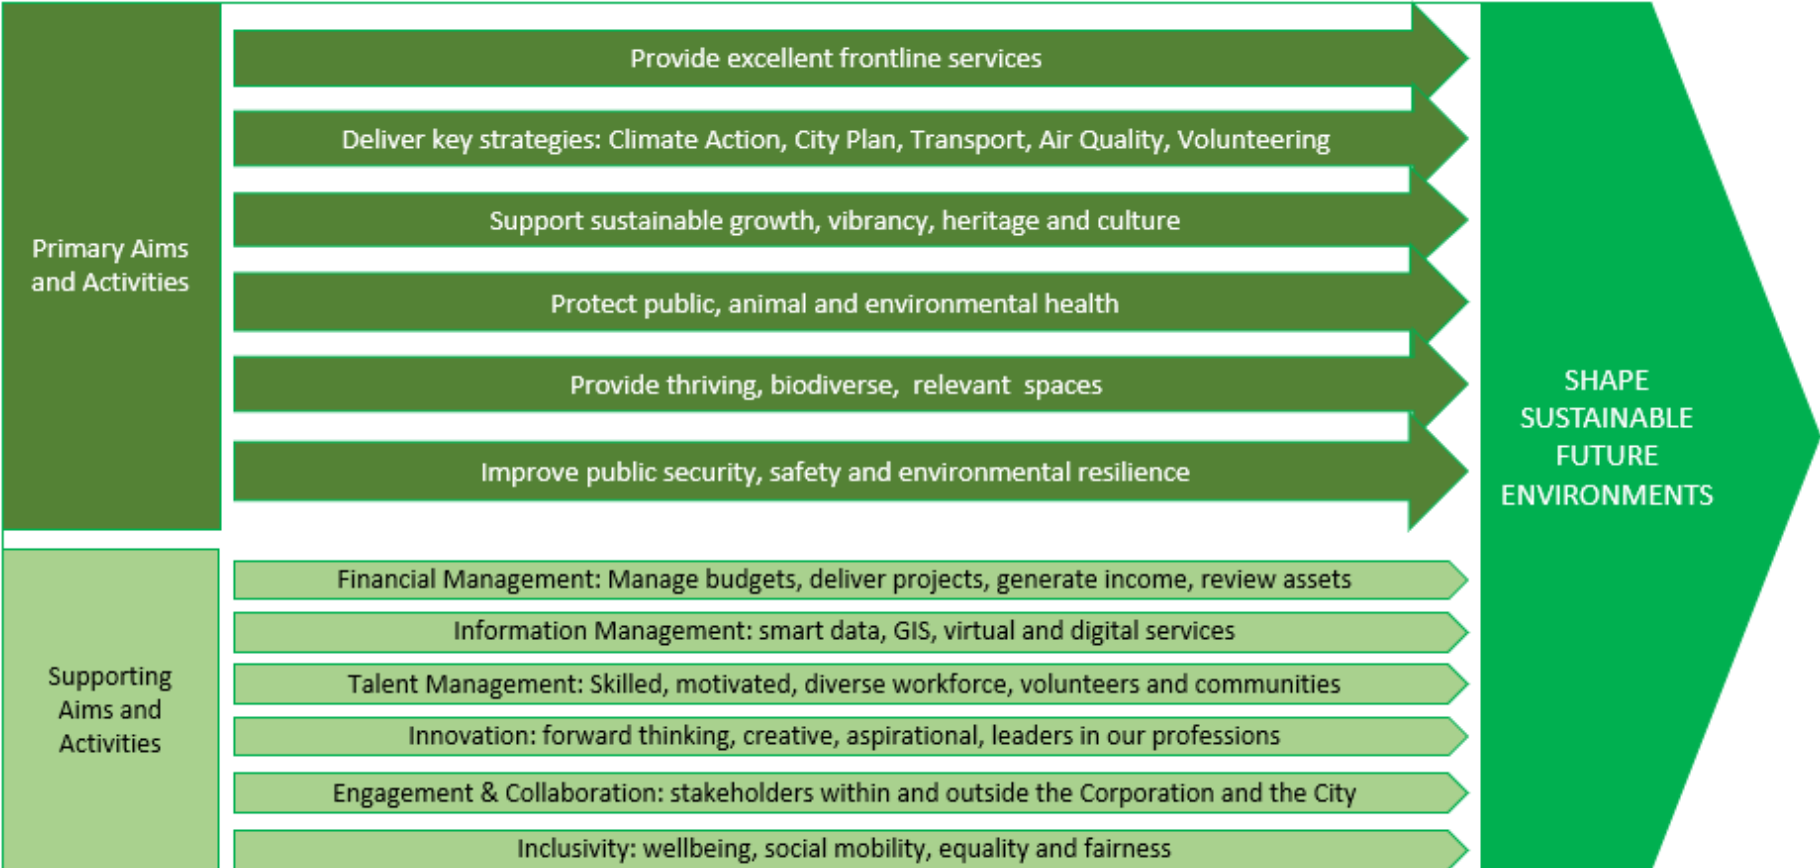 Primary Aims
and Activities
Provide excellent frontline services
Deliver key strategies: Climate Action, City Plan, Transport, Air Quality, Volunteering
Support sustainable growth, vibrancy, heritage and culture
Protect public, animal and environmental health
Provide thriving, biodiverse, relevant spaces
Improve public security, safety and environmental resilience
Supporting
Aims and
Activities
Financial Management: Manage budgets, deliver projects, generate income, review assets
Information Management: smart data, GIS, virtual and digital services
Talent Management: Skilled, motivated, diverse workforce, volunteers and communities
Innovation: forward thinking, creative, aspirational, leaders in our professions
Engagement & Collaboration: stakeholders within and outside the Corporation and the City
Inclusivity: wellbeing, social mobility, equality and fairness
SHAPE
SUSTAINABLE
FUTURE
ENVIRONMENTS